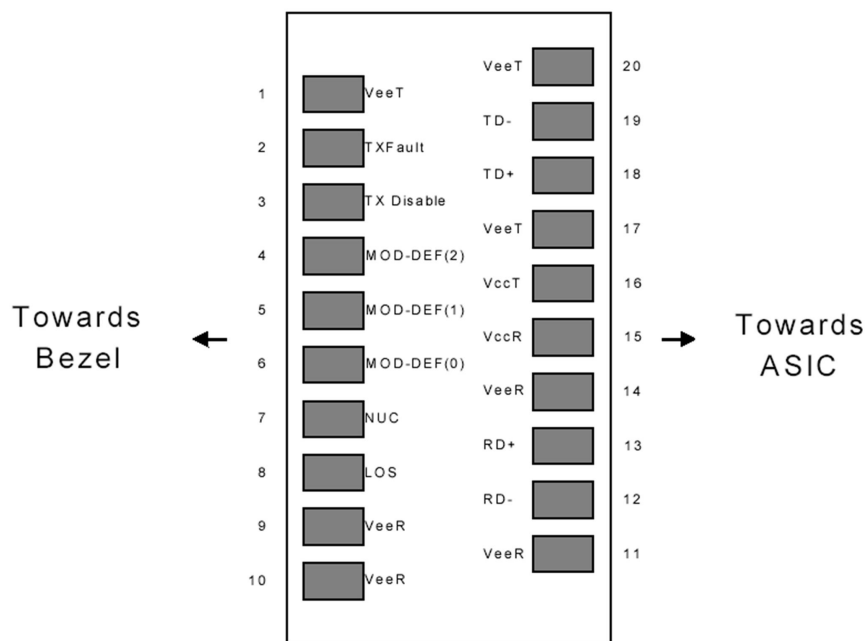 VeeT 20
1 VeeT
TD- 19
2 TXFault
TD+ 18
3 TX Disable
VeeT 17
4 MOD-DEF(2)
VccT 16
5 MOD-DEF(1)
Towards
Bezel
VccR 15
Towards
ASIC
6 MOD-DEF(0)
VeeR 14
7 NUC
RD+ 13
8 LOS
RD- 12
9 VeeR
VeeR 11
10 VeeR